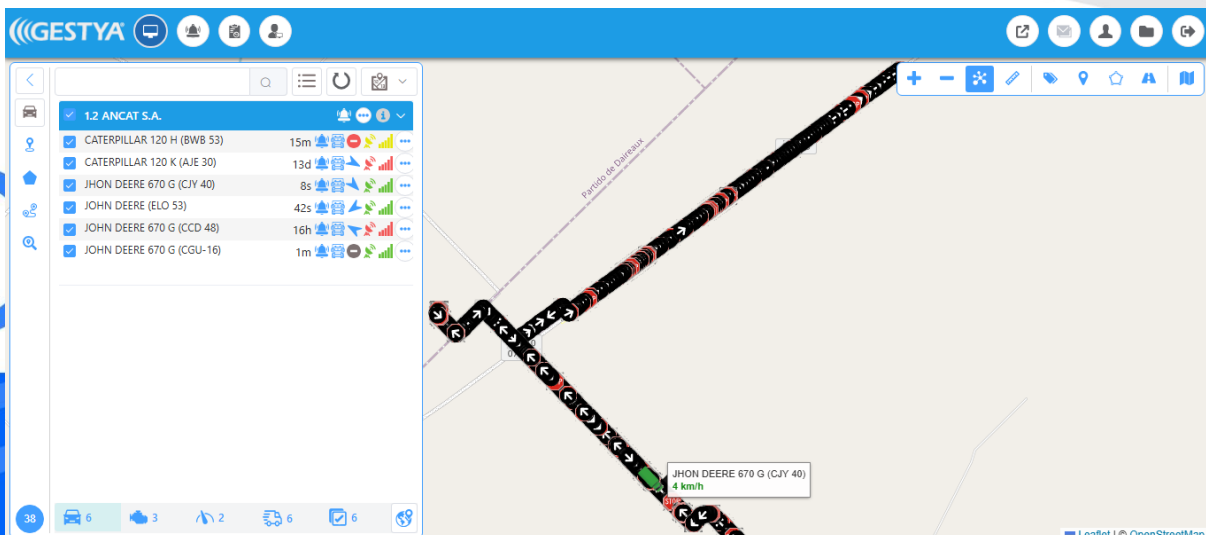 (((GESTYA
1.2 ANCAT S.A.
CATERPILLAR 120 H (BWB 53) 15m
CATERPILLAR 120 K (AJE 30) 13d
JHON DEERE 670 G (CJY 40) 8s
JOHN DEERE (ELO 53) 42s
JOHN DEERE 670 G (CCD 48) 16h
JOHN DEERE 670 G (CGU-16) 1m
Partido de Daireaux
JHON DEERE 670 G (CJY 40)
4 km/h
STOP
38 6 3 2 6 6
Leaflet | © OpenStreetMap